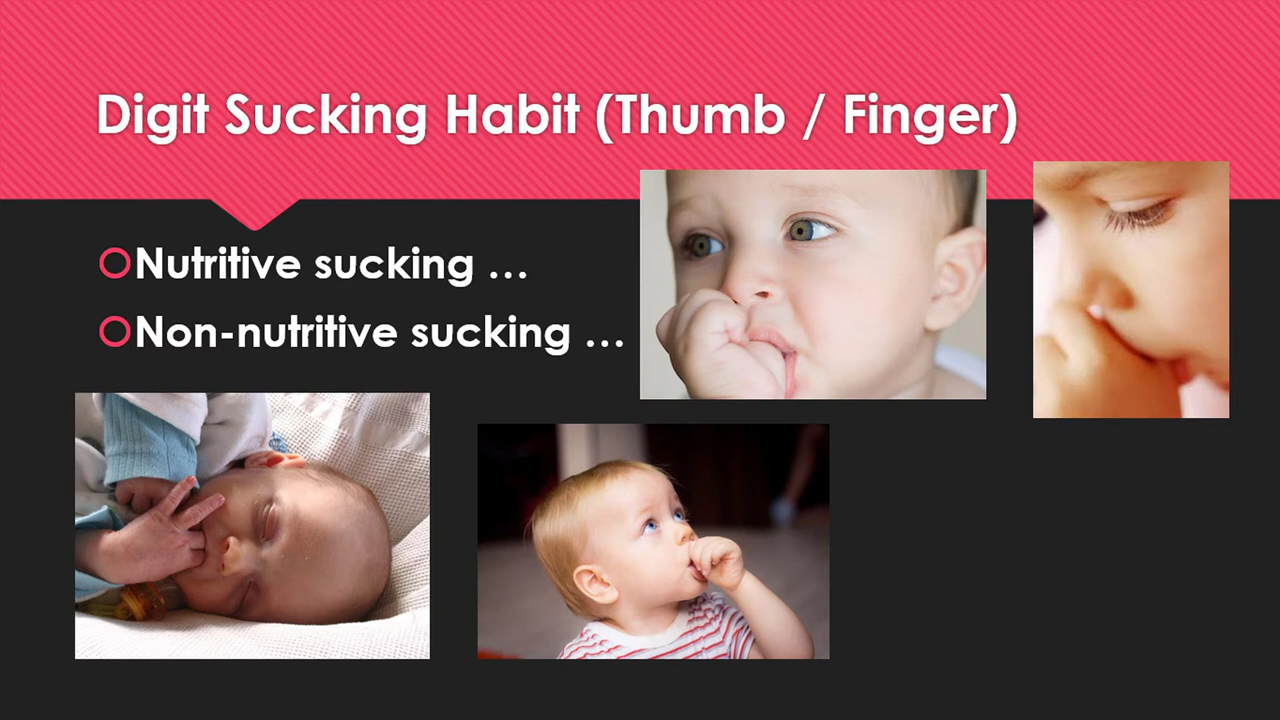 Digit Sucking Habit (Thumb / Finger)
Nutritive sucking …
Non-nutritive sucking …